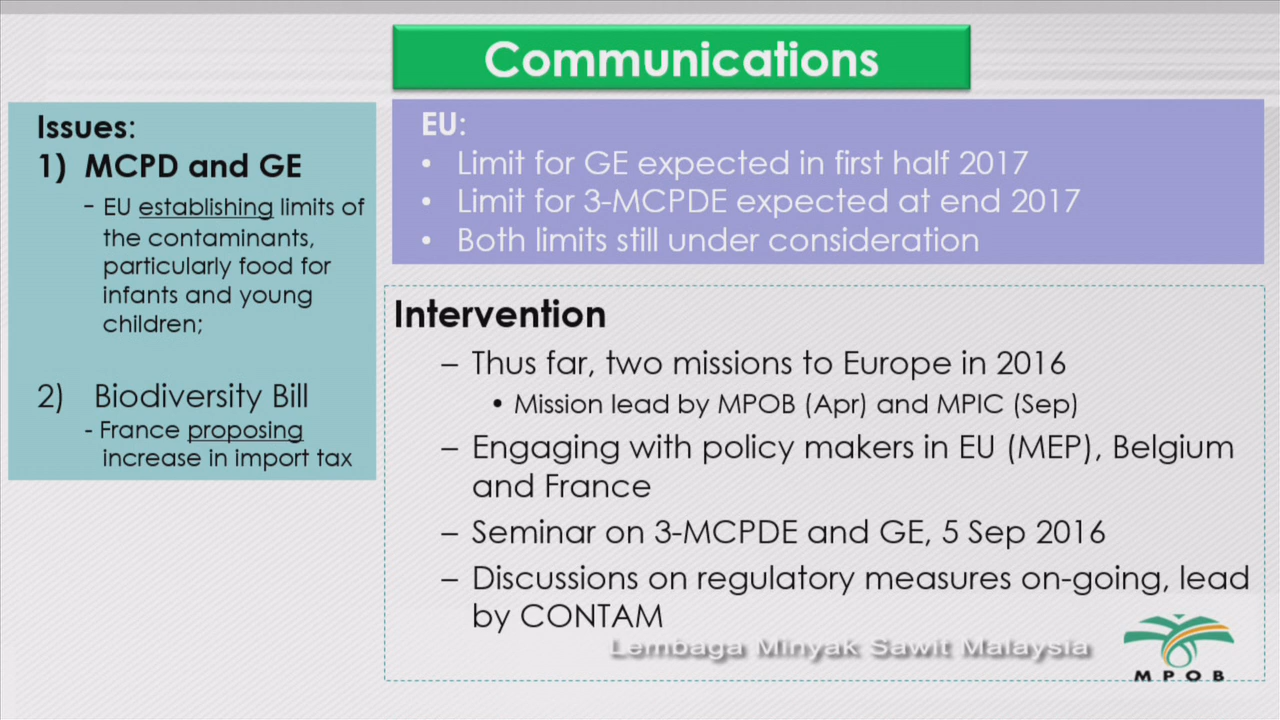 Communications
Issues:
1) MCPD and GE
- EU establishing limits of
the contaminants,
particularly food for
infants and young
children;
2) Biodiversity Bill
- France proposing
increase in import tax
EU:
• Limit for GE expected in first half 2017
• Limit for 3-MCPDE expected at end 2017
• Both limits still under consideration
Intervention
– Thus far, two missions to Europe in 2016
• Mission lead by MPOB (Apr) and MPIC (Sep)
– Engaging with policy makers in EU (MEP), Belgium
and France
– Seminar on 3-MCPDE and GE, 5 Sep 2016
– Discussions on regulatory measures on-going, lead
by CONTAM
Lembaga Minyak Sawit Malaysia
MPOB